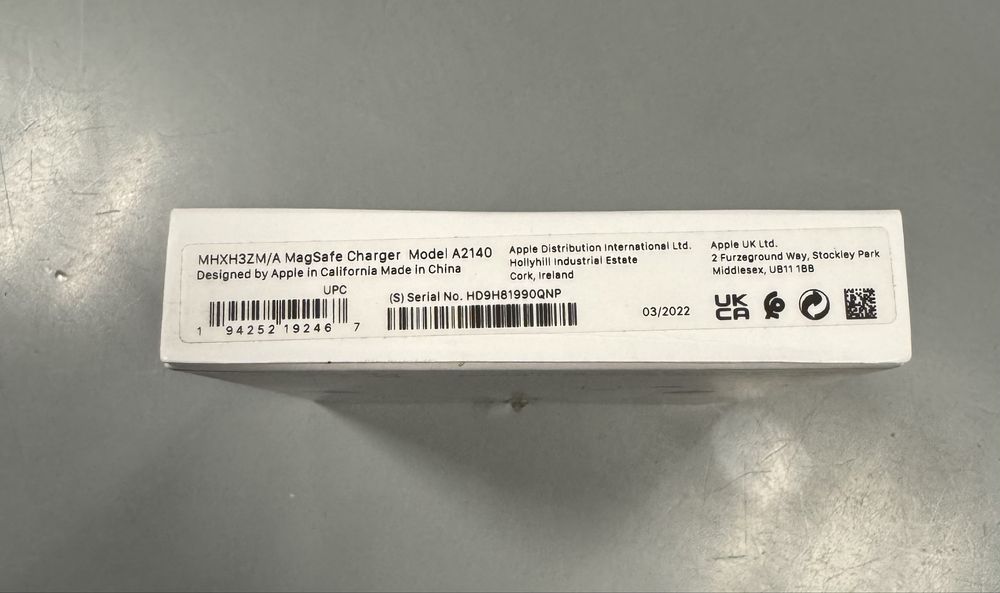 MHXH3ZM/A MagSafe Charger Model A2140
Designed by Apple in California Made in China
UPC
1 94252 19246 7
(S) Serial No. HD9H81990QNP
Apple Distribution International Ltd.
Hollyhill Industrial Estate
Cork, Ireland
Apple UK Ltd.
2 Furzeground Way, Stockley Park
Middlesex, UB11 1BB
03/2022
UK
CA